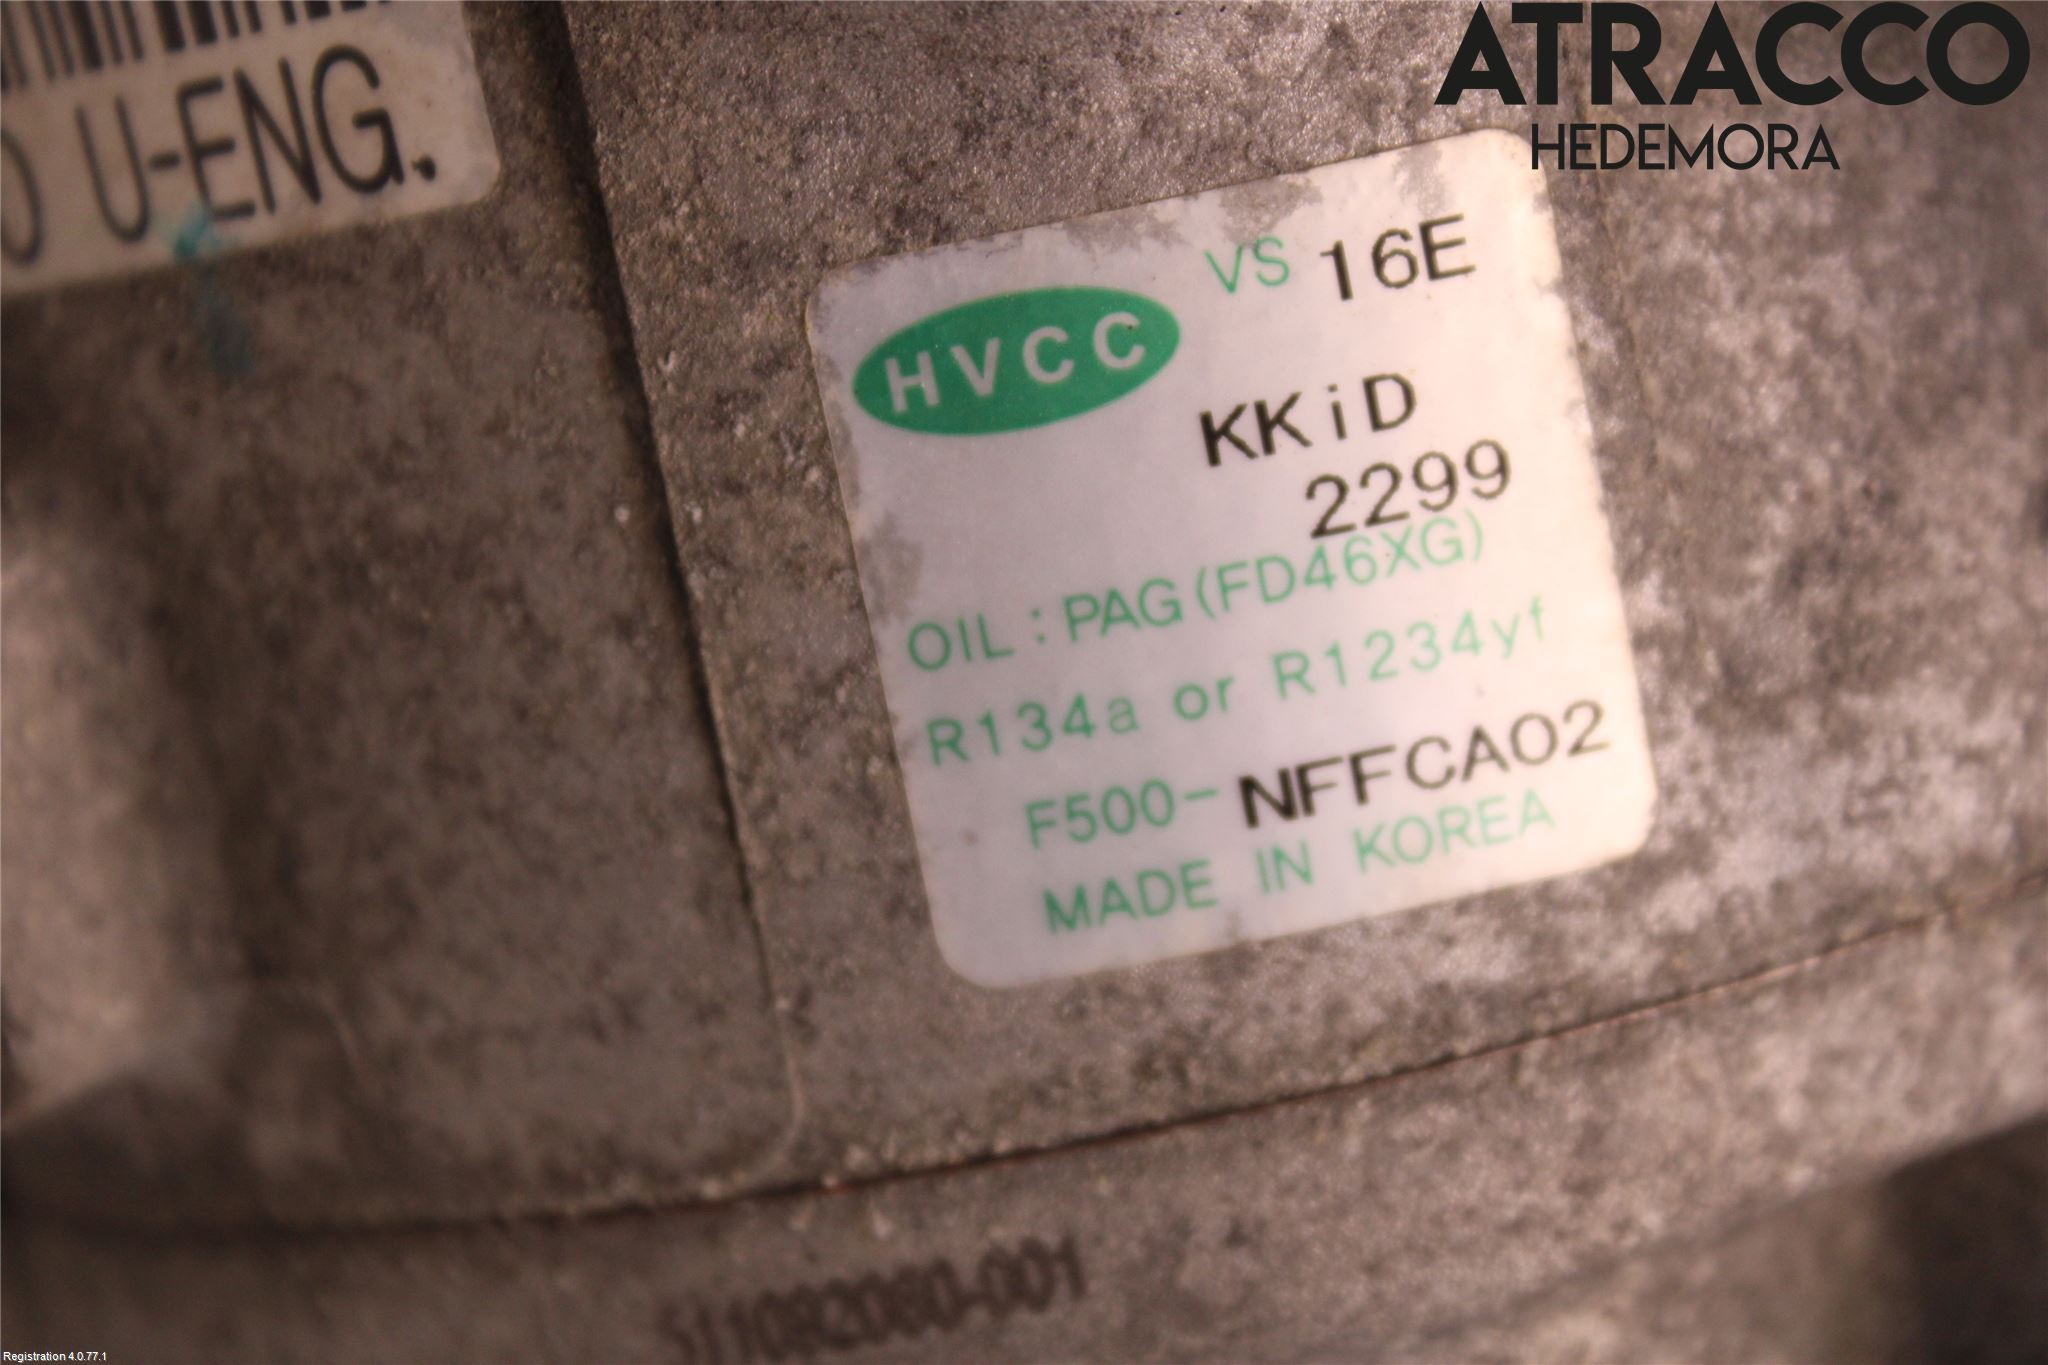 ATRACCO
HEDEMORA
U-ENG.
VS 16E
HVCC
KKiD
2299
OIL : PAG (FD46XG)
R134a or R1234yf
F500-NFFCA02
MADE IN KOREA
Registration 4.0.77.1